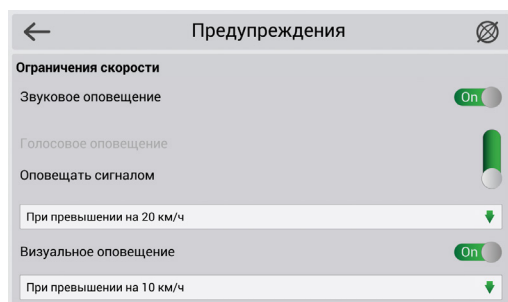 Предупреждения
Ограничения скорости
Звуковое оповещение
On
Голосовое оповещение
Оповещать сигналом
При превышении на 20 км/ч
Визуальное оповещение
On
При превышении на 10 км/ч